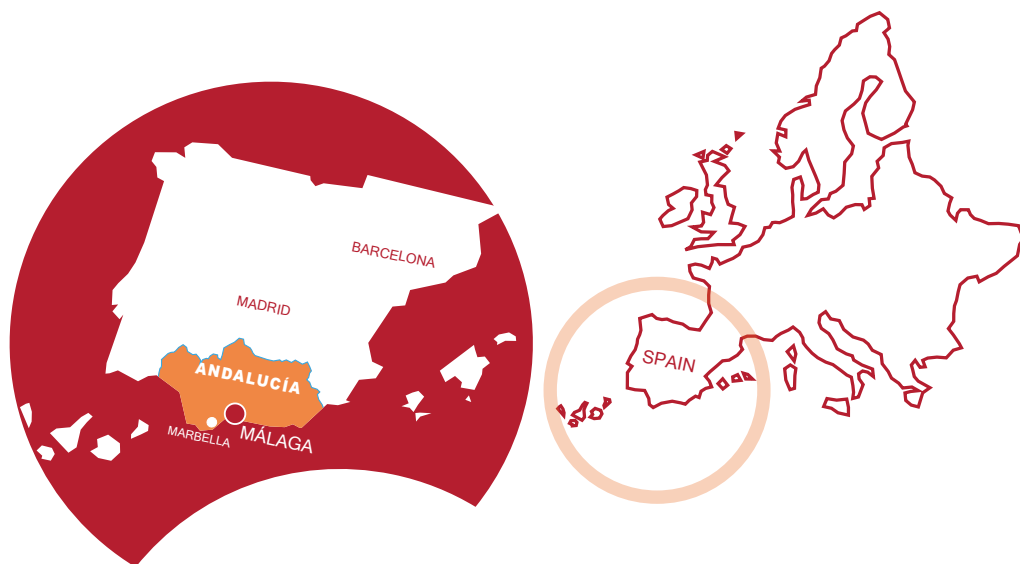 BARCELONA
MADRID
ANDALUCÍA
MARBELLA
MÁLAGA
SPAIN